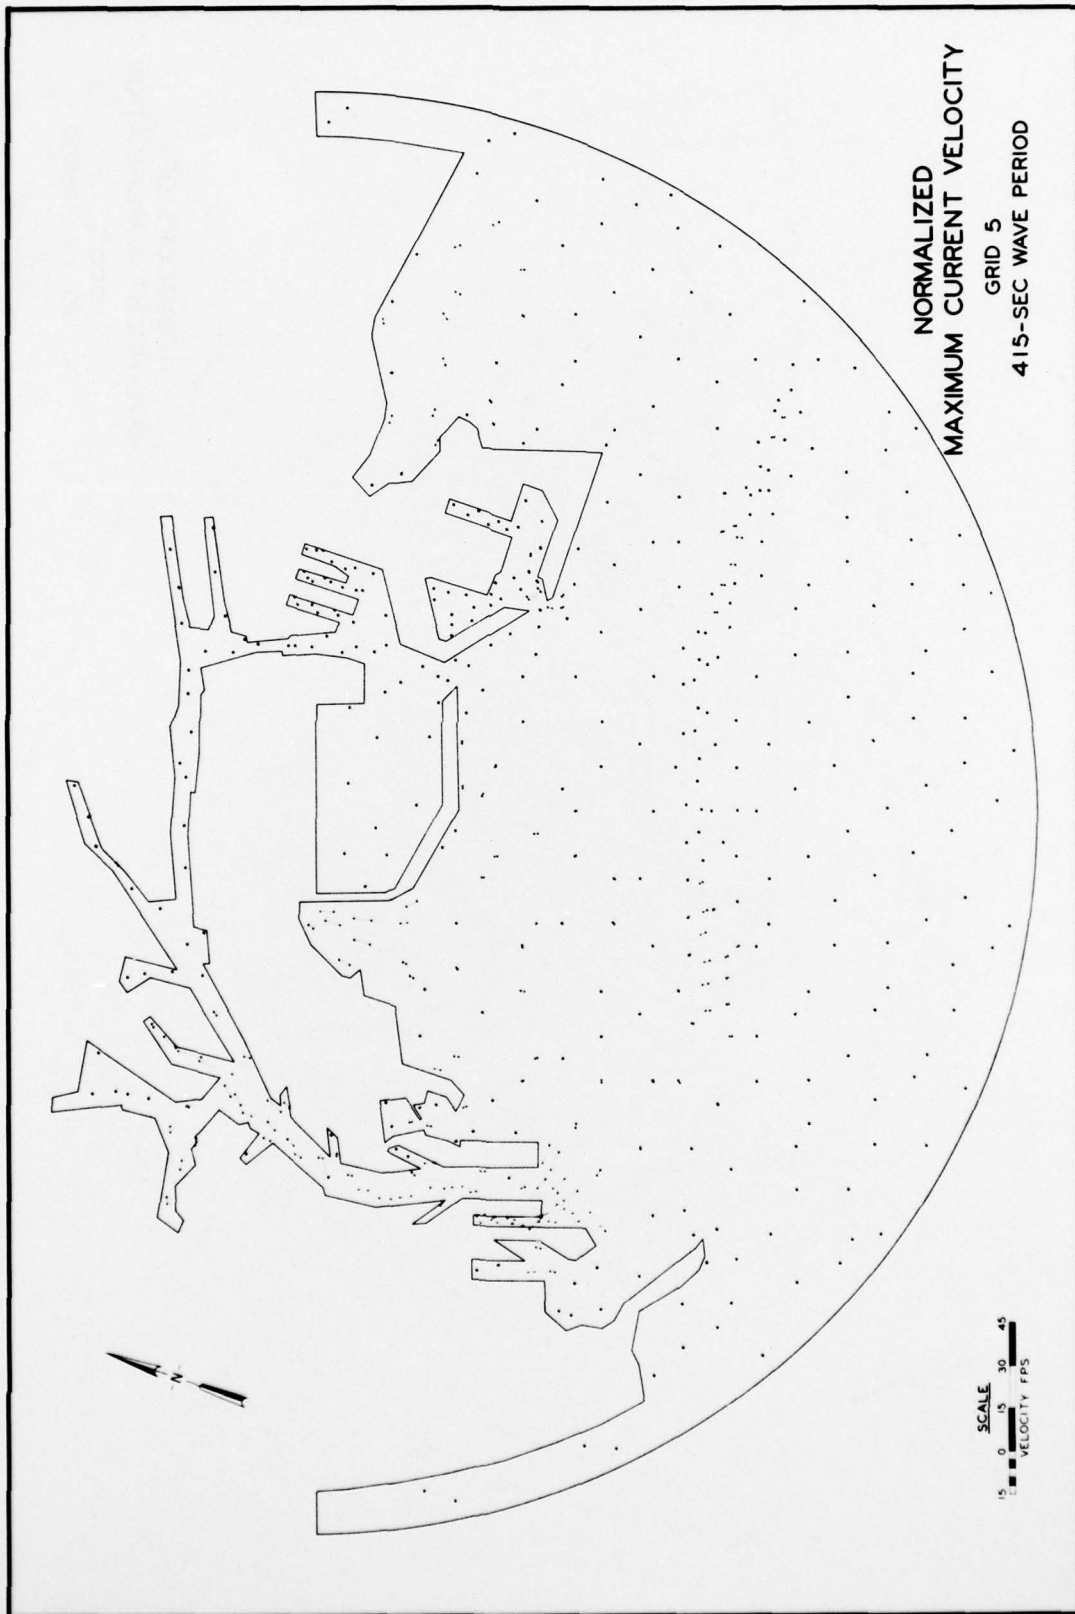 NORMALIZED
MAXIMUM CURRENT VELOCITY
GRID 5
415-SEC WAVE PERIOD
N
SCALE
15 0 15 30 45
VELOCITY FPS